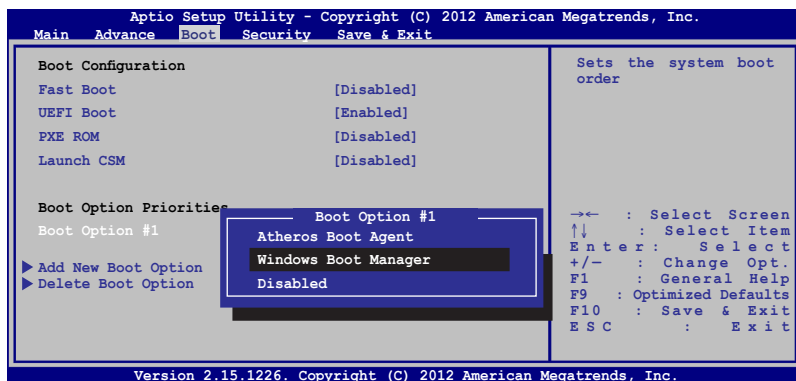 Aptio Setup Utility - Copyright (C) 2012 American Megatrends, Inc.
Main Advance Boot Security Save & Exit
Boot Configuration
Fast Boot [Disabled]
UEFI Boot [Enabled]
PXE ROM [Disabled]
Launch CSM [Disabled]
Boot Option Priorities
Boot Option #1
Add New Boot Option
Delete Boot Option
Boot Option #1
Atheros Boot Agent
Windows Boot Manager
Disabled
Sets the system boot
order
→← : Select Screen
↑↓ : Select Item
Enter: Select
+/— : Change Opt.
F1 : General Help
F9 : Optimized Defaults
F10 : Save & Exit
ESC : Exit
Version 2.15.1226. Copyright (C) 2012 American Megatrends, Inc.